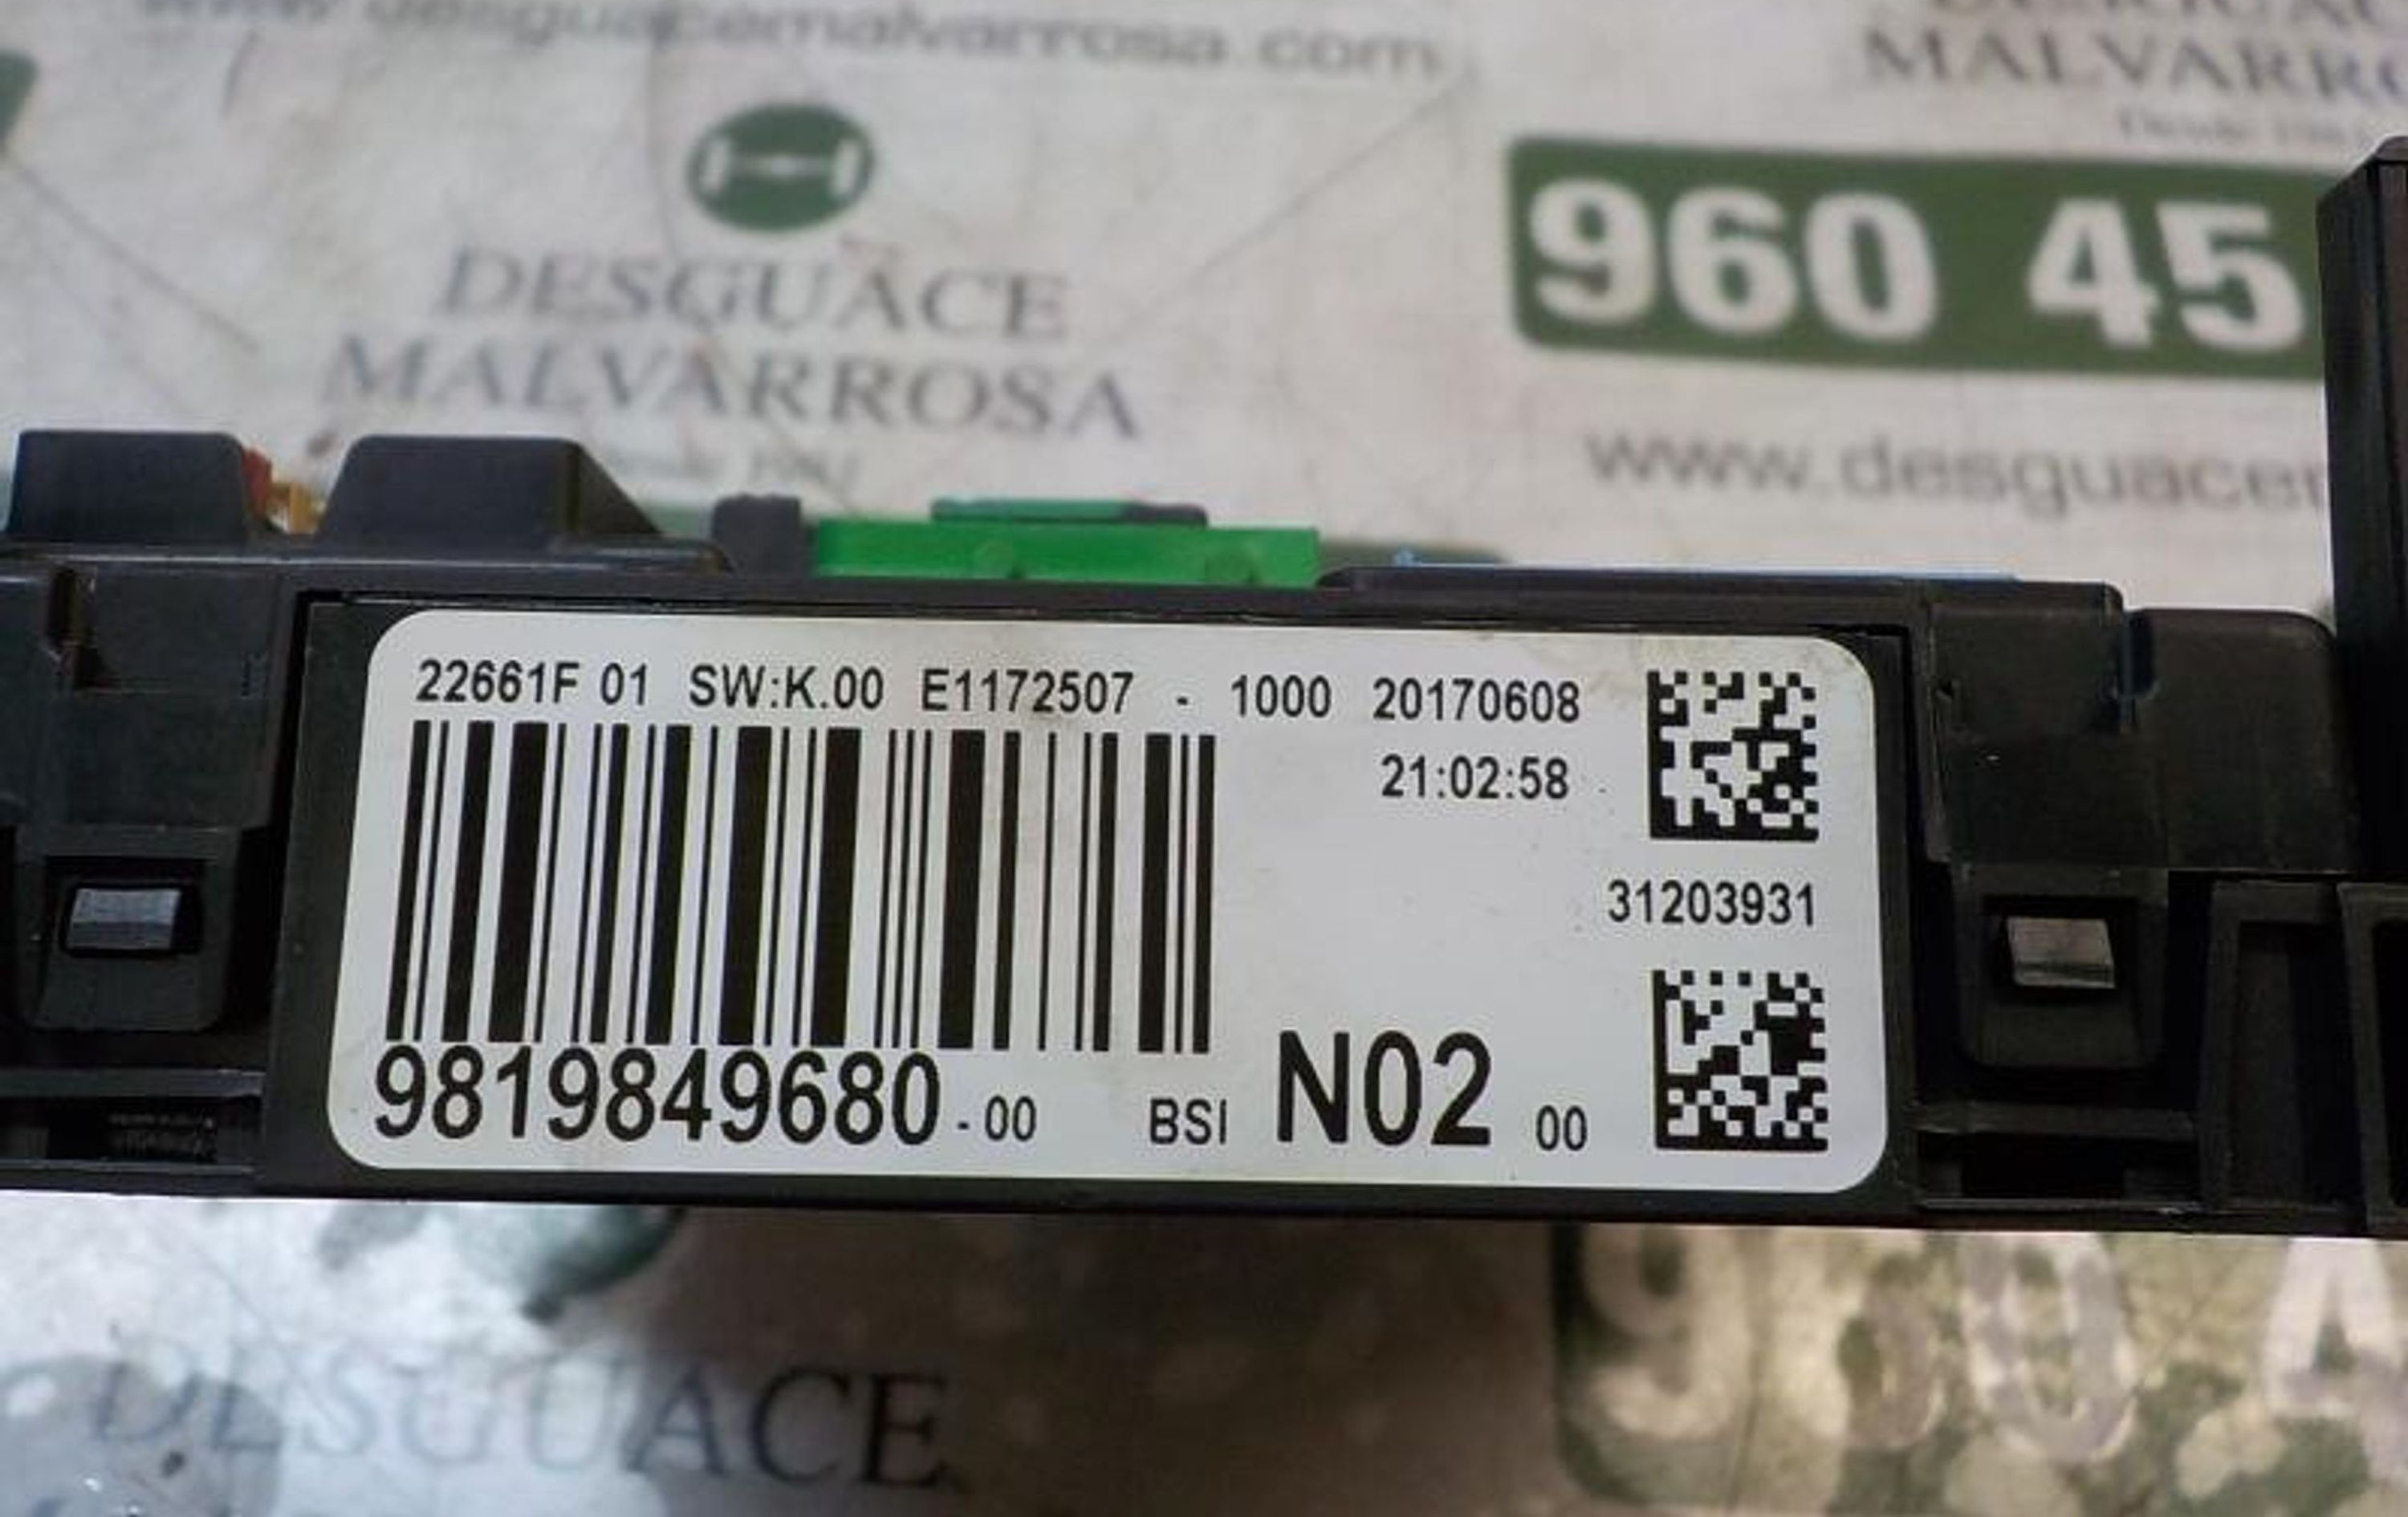 www.desguacemalvarrosa.com
MALVARRO
DESGUACE
MALVARROSA
960 45
www.desguacer
22661F 01 SW:K.00 E1172507 - 1000 20170608
21:02:58
31203931
9819849680-00 BSI N02 00
DESGUACE